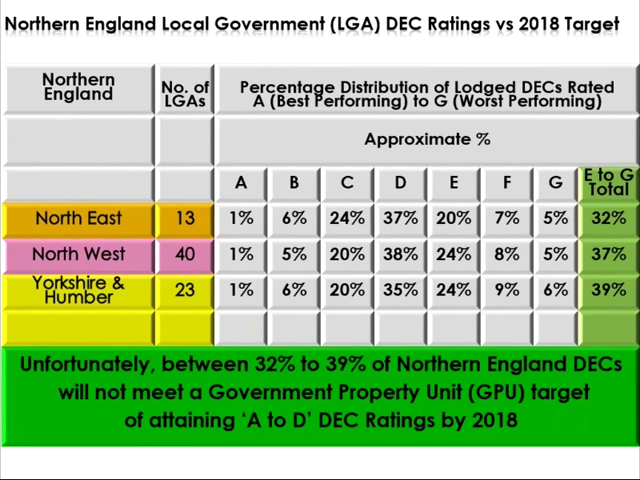 Northern England Local Government (LGA) DEC Ratings vs 2018 Target
Northern England
No. of LGAs
Percentage Distribution of Lodged DECs Rated
A (Best Performing) to G (Worst Performing)
Approximate %
A B C D E F G E to G Total
North East 13 1% 6% 24% 37% 20% 7% 5% 32%
North West 40 1% 5% 20% 38% 24% 8% 5% 37%
Yorkshire & Humber 23 1% 6% 20% 35% 24% 9% 6% 39%
Unfortunately, between 32% to 39% of Northern England DECs
will not meet a Government Property Unit (GPU) target
of attaining ‘A to D’ DEC Ratings by 2018